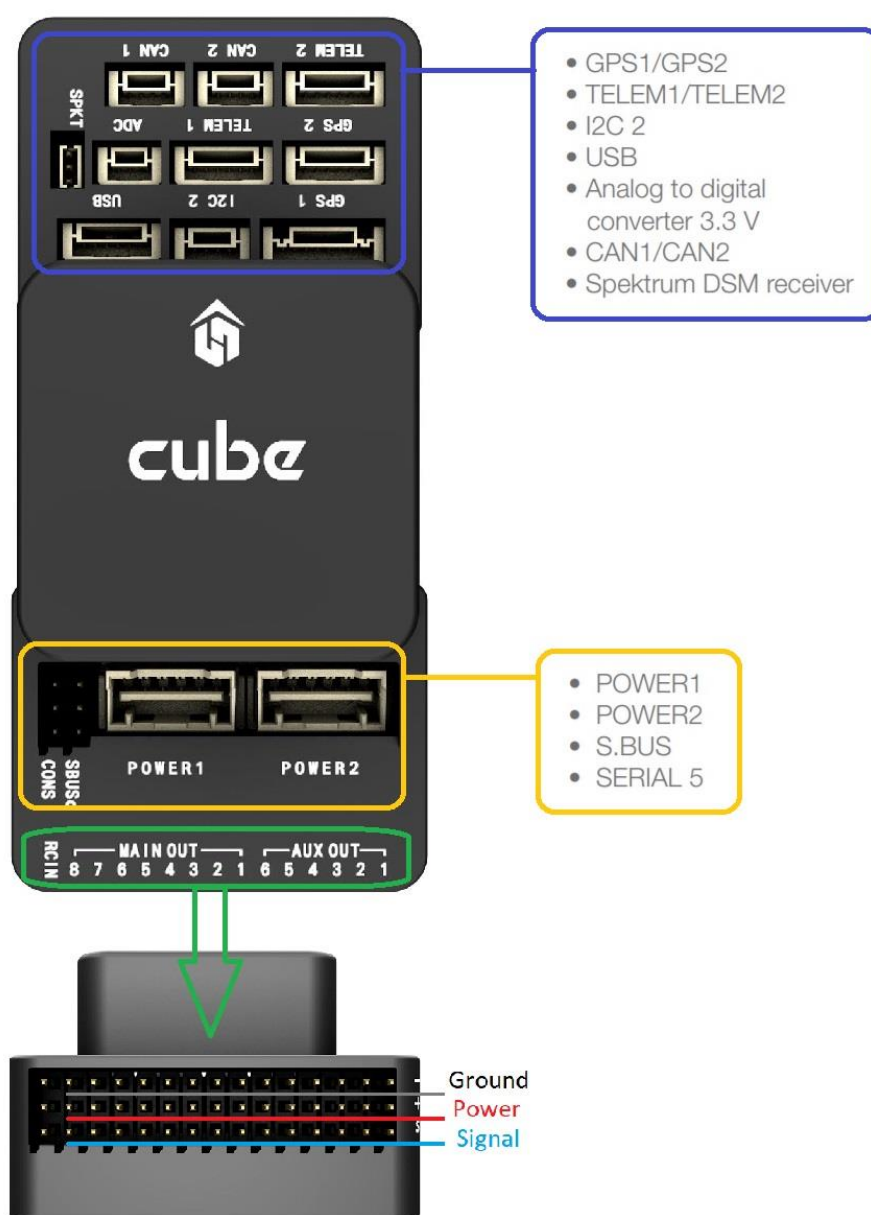 CAN 1 CAN 2 TELEM 2
SPKT ADC TELEM 1 GPS 2
USB I2C 2 GPS 1
• GPS1/GPS2
• TELEM1/TELEM2
• I2C 2
• USB
• Analog to digital
converter 3.3 V
• CAN1/CAN2
• Spektrum DSM receiver
cube
CONS SBUSo POWER1 POWER2
• POWER1
• POWER2
• S.BUS
• SERIAL 5
RCIN MAIN OUT AUX OUT
8 7 6 5 4 3 2 1 6 5 4 3 2 1
- Ground
+ Power
S Signal